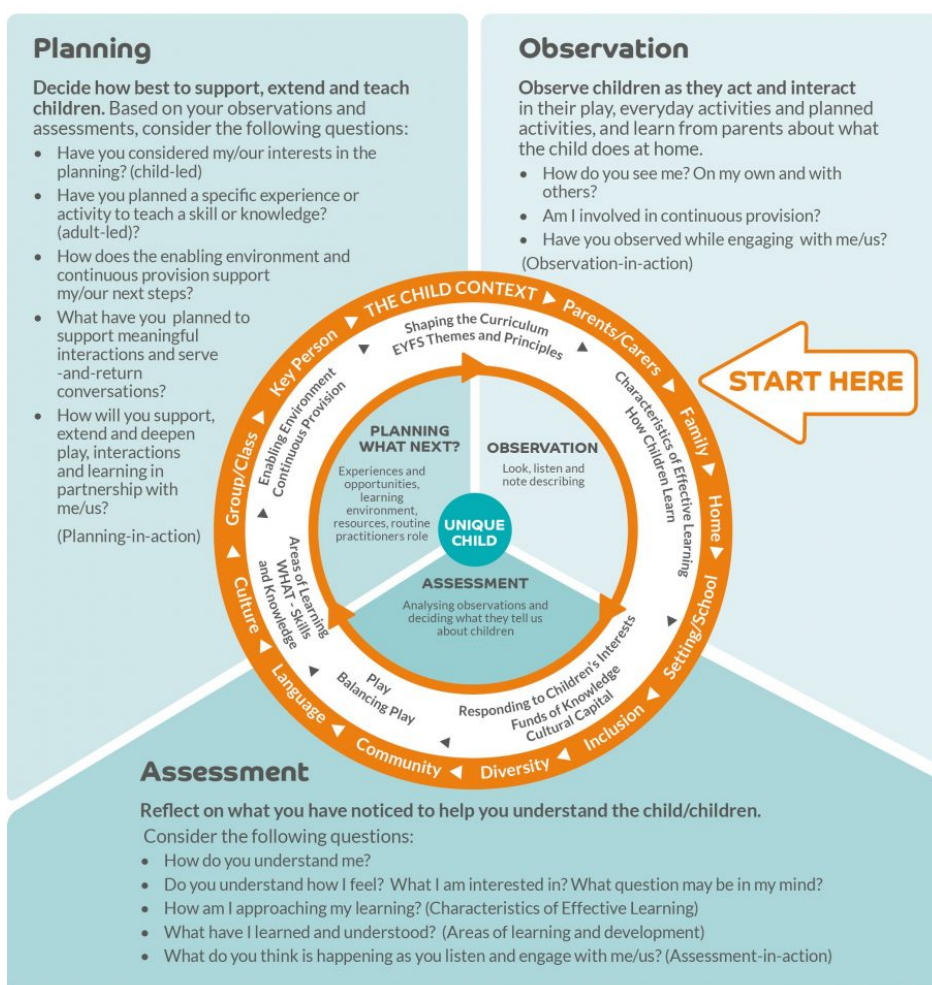 Planning
Decide how best to support, extend and teach
children. Based on your observations and
assessments, consider the following questions:
• Have you considered my/our interests in the
planning? (child-led)
• Have you planned a specific experience or
activity to teach a skill or knowledge?
(adult-led)?
• How does the enabling environment and
continuous provision support
my/our next steps?
• What have you planned to
support meaningful
interactions and serve
-and-return
conversations?
• How will you support,
extend and deepen
play, interactions
and learning in
partnership with
me/us?
(Planning-in-action)
Observation
Observe children as they act and interact
in their play, everyday activities and planned
activities, and learn from parents about what
the child does at home.
• How do you see me? On my own and with
others?
• Am I involved in continuous provision?
• Have you observed while engaging with me/us?
(Observation-in-action)
START HERE
THE CHILD CONTEXT
Parents/Carers
Family
Home
Setting/School
Inclusion
Diversity
Community
Language
Culture
Group/Class
Key Person
Shaping the Curriculum
EYFS Themes and Principles
Characteristics of Effective Learning
How Children Learn
Responding to Children's Interests
Funds of Knowledge
Cultural Capital
Play
Balancing Play
Areas of Learning
WHAT - Skills
and Knowledge
Enabling Environment
Continuous Provision
PLANNING
WHAT NEXT?
Experiences and
opportunities,
learning
environment,
resources, routine
practitioners role
OBSERVATION
Look, listen and
note describing
UNIQUE
CHILD
ASSESSMENT
Analysing observations and
deciding what they tell us
about children
Assessment
Reflect on what you have noticed to help you understand the child/children.
Consider the following questions:
• How do you understand me?
• Do you understand how I feel? What I am interested in? What question may be in my mind?
• How am I approaching my learning? (Characteristics of Effective Learning)
• What have I learned and understood? (Areas of learning and development)
• What do you think is happening as you listen and engage with me/us? (Assessment-in-action)